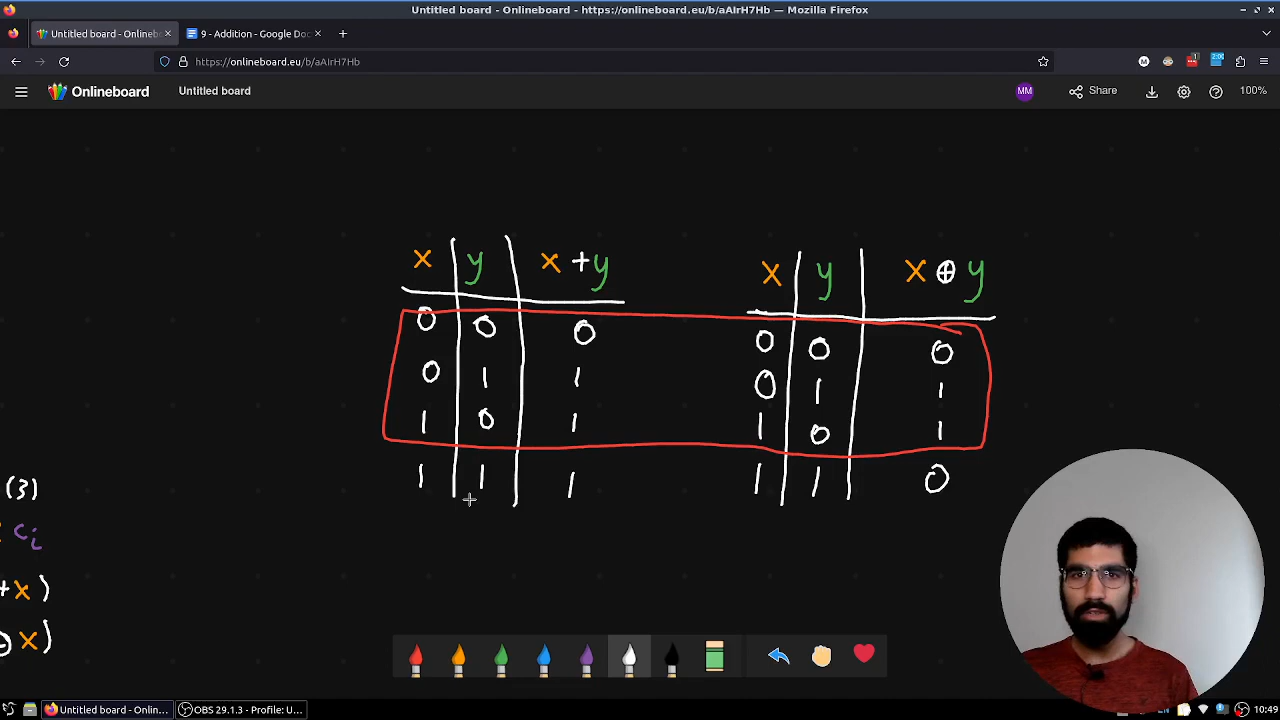 Untitled board - Onlineboard - https://onlineboard.eu/b/aAIrH7Hb — Mozilla Firefox
Untitled board - Onlineb
9 - Addition - Google Do
https://onlineboard.eu/b/aAIrH7Hb
Onlineboard
Untitled board
MM
Share
100%
x y x + y
0 0 0
0 1 1
1 0 1
1 1 1
x y x ⊕ y
0 0 0
0 1 1
1 0 1
1 1 0
(3)
ci
+x)
⊕ x)
Untitled board - Onlin...
OBS 29.1.3 - Profile: U...
10:49